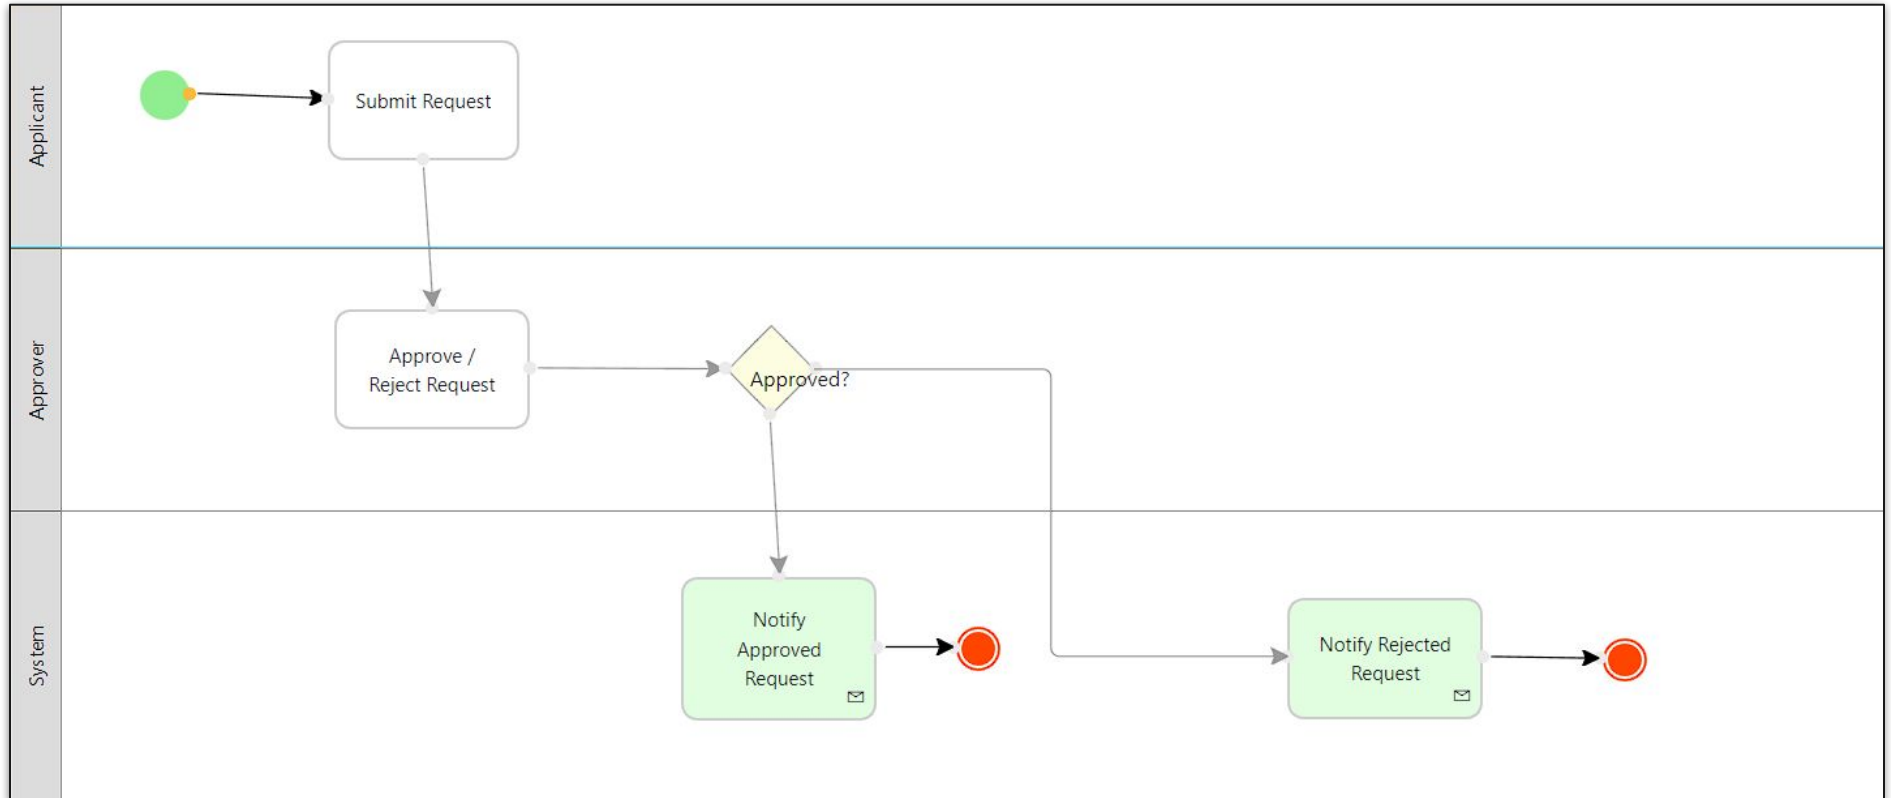 Applicant
Submit Request
Approver
Approve /
Reject Request
Approved?
System
Notify
Approved
Request
Notify Rejected
Request